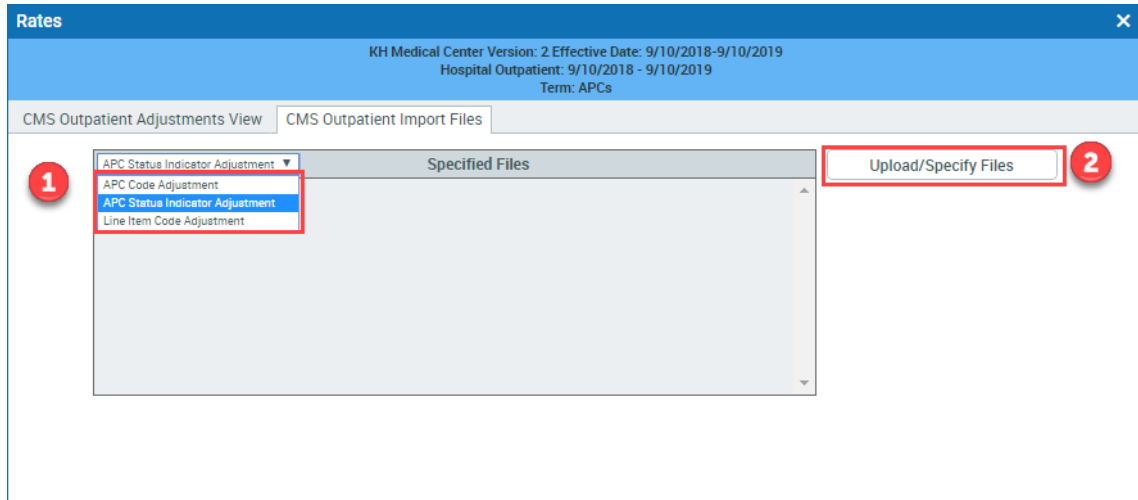 Rates
KH Medical Center Version: 2 Effective Date: 9/10/2018-9/10/2019
Hospital Outpatient: 9/10/2018 - 9/10/2019
Term: APCs
CMS Outpatient Adjustments View
CMS Outpatient Import Files
1
APC Status Indicator Adjustment
APC Code Adjustment
APC Status Indicator Adjustment
Line Item Code Adjustment
Specified Files
Upload/Specify Files
2